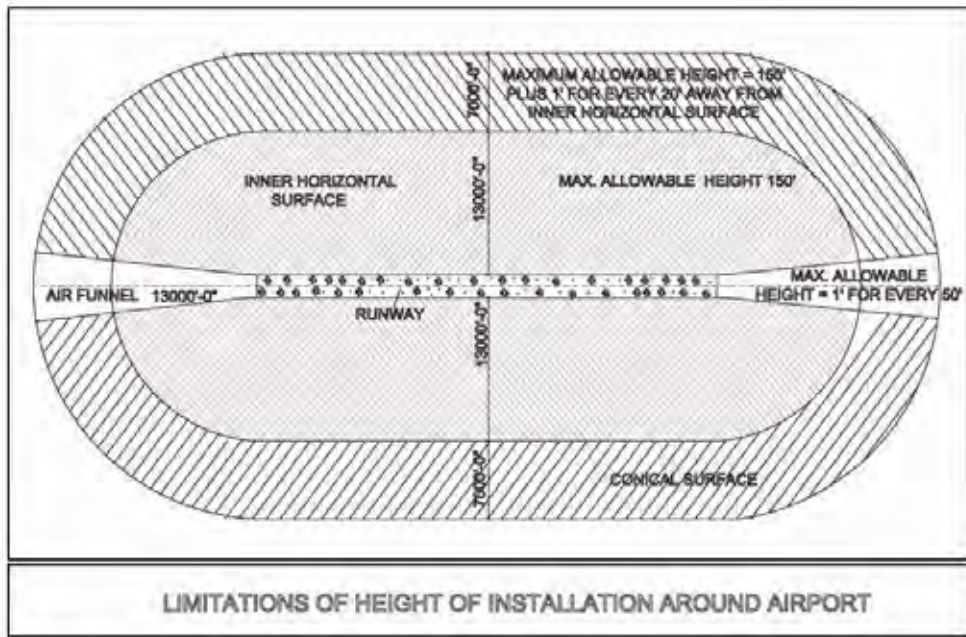 7000'-0"
MAXIMUM ALLOWABLE HEIGHT = 150'
PLUS 1' FOR EVERY 20' AWAY FROM
INNER HORIZONTAL SURFACE
INNER HORIZONTAL
SURFACE
13000'-0"
MAX. ALLOWABLE HEIGHT 150'
AIR FUNNEL 13000'-0"
MAX. ALLOWABLE
HEIGHT = 1' FOR EVERY 50'
RUNWAY
13000'-0"
7000'-0"
CONICAL SURFACE
LIMITATIONS OF HEIGHT OF INSTALLATION AROUND AIRPORT